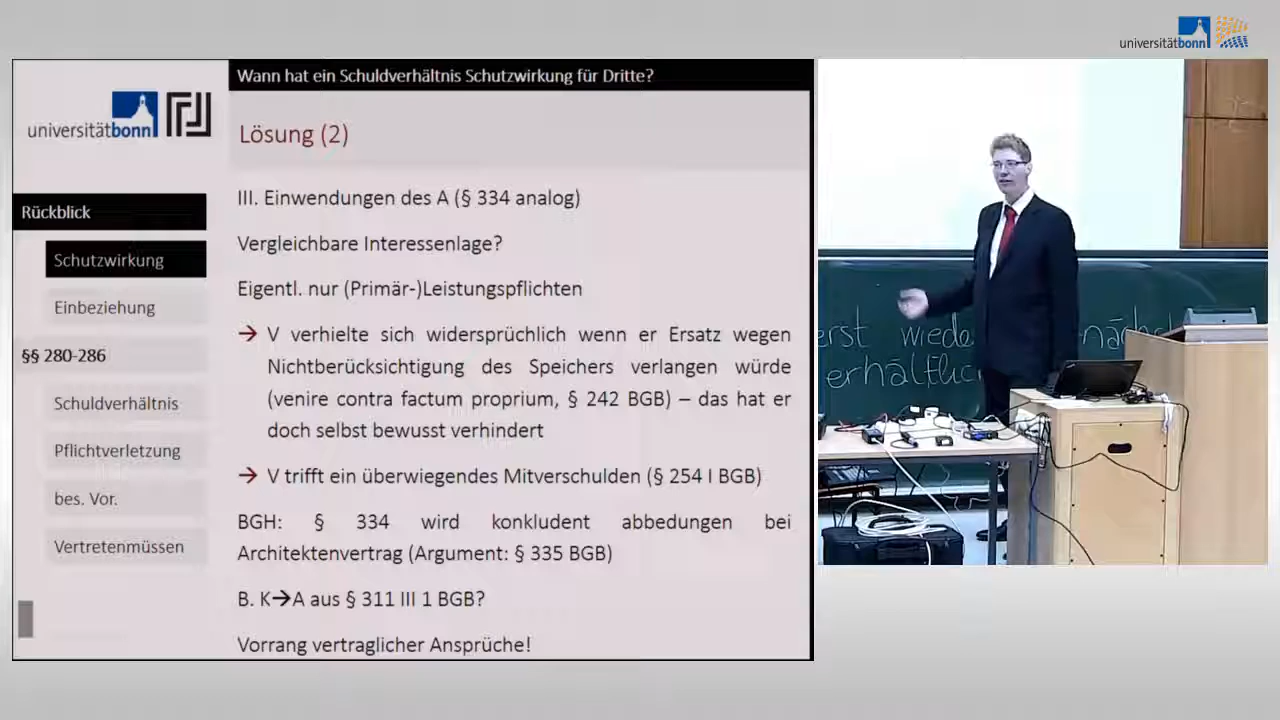 universitätbonn
Wann hat ein Schuldverhältnis Schutzwirkung für Dritte?
universitätbonn
Lösung (2)
Rückblick
Schutzwirkung
Einbeziehung
§§ 280-286
Schuldverhältnis
Pflichtverletzung
bes. Vor.
Vertretenmüssen
III. Einwendungen des A (§ 334 analog)
Vergleichbare Interessenlage?
Eigentl. nur (Primär-)Leistungspflichten
→ V verhielte sich widersprüchlich wenn er Ersatz wegen
Nichtberücksichtigung des Speichers verlangen würde
(venire contra factum proprium, § 242 BGB) – das hat er
doch selbst bewusst verhindert
→ V trifft ein überwiegendes Mitverschulden (§ 254 I BGB)
BGH: § 334 wird konkludent abbedungen bei
Architektenvertrag (Argument: § 335 BGB)
B. K→A aus § 311 III 1 BGB?
Vorrang vertraglicher Ansprüche!
erst wiede nächst
erhältlich